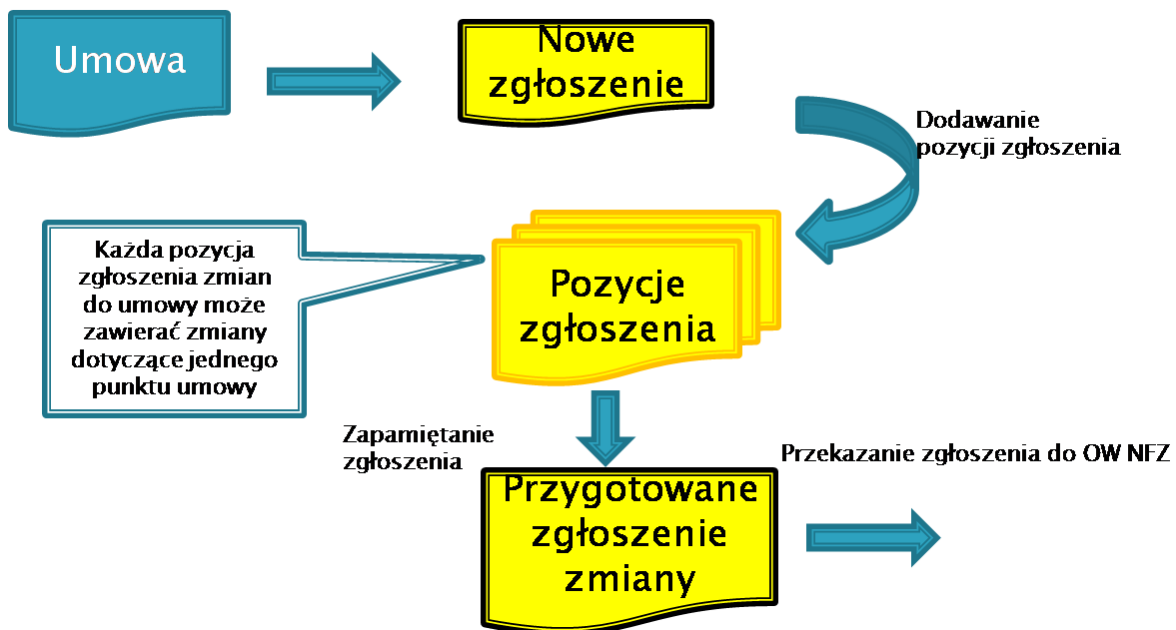 Umowa
Nowe
zgłoszenie
Dodawanie
pozycji zgłoszenia
Każda pozycja
zgłoszenia zmian
do umowy może
zawierać zmiany
dotyczące jednego
punktu umowy
Pozycje
zgłoszenia
Zapamiętanie
zgłoszenia
Przekazanie zgłoszenia do OW NFZ
Przygotowane
zgłoszenie
zmiany